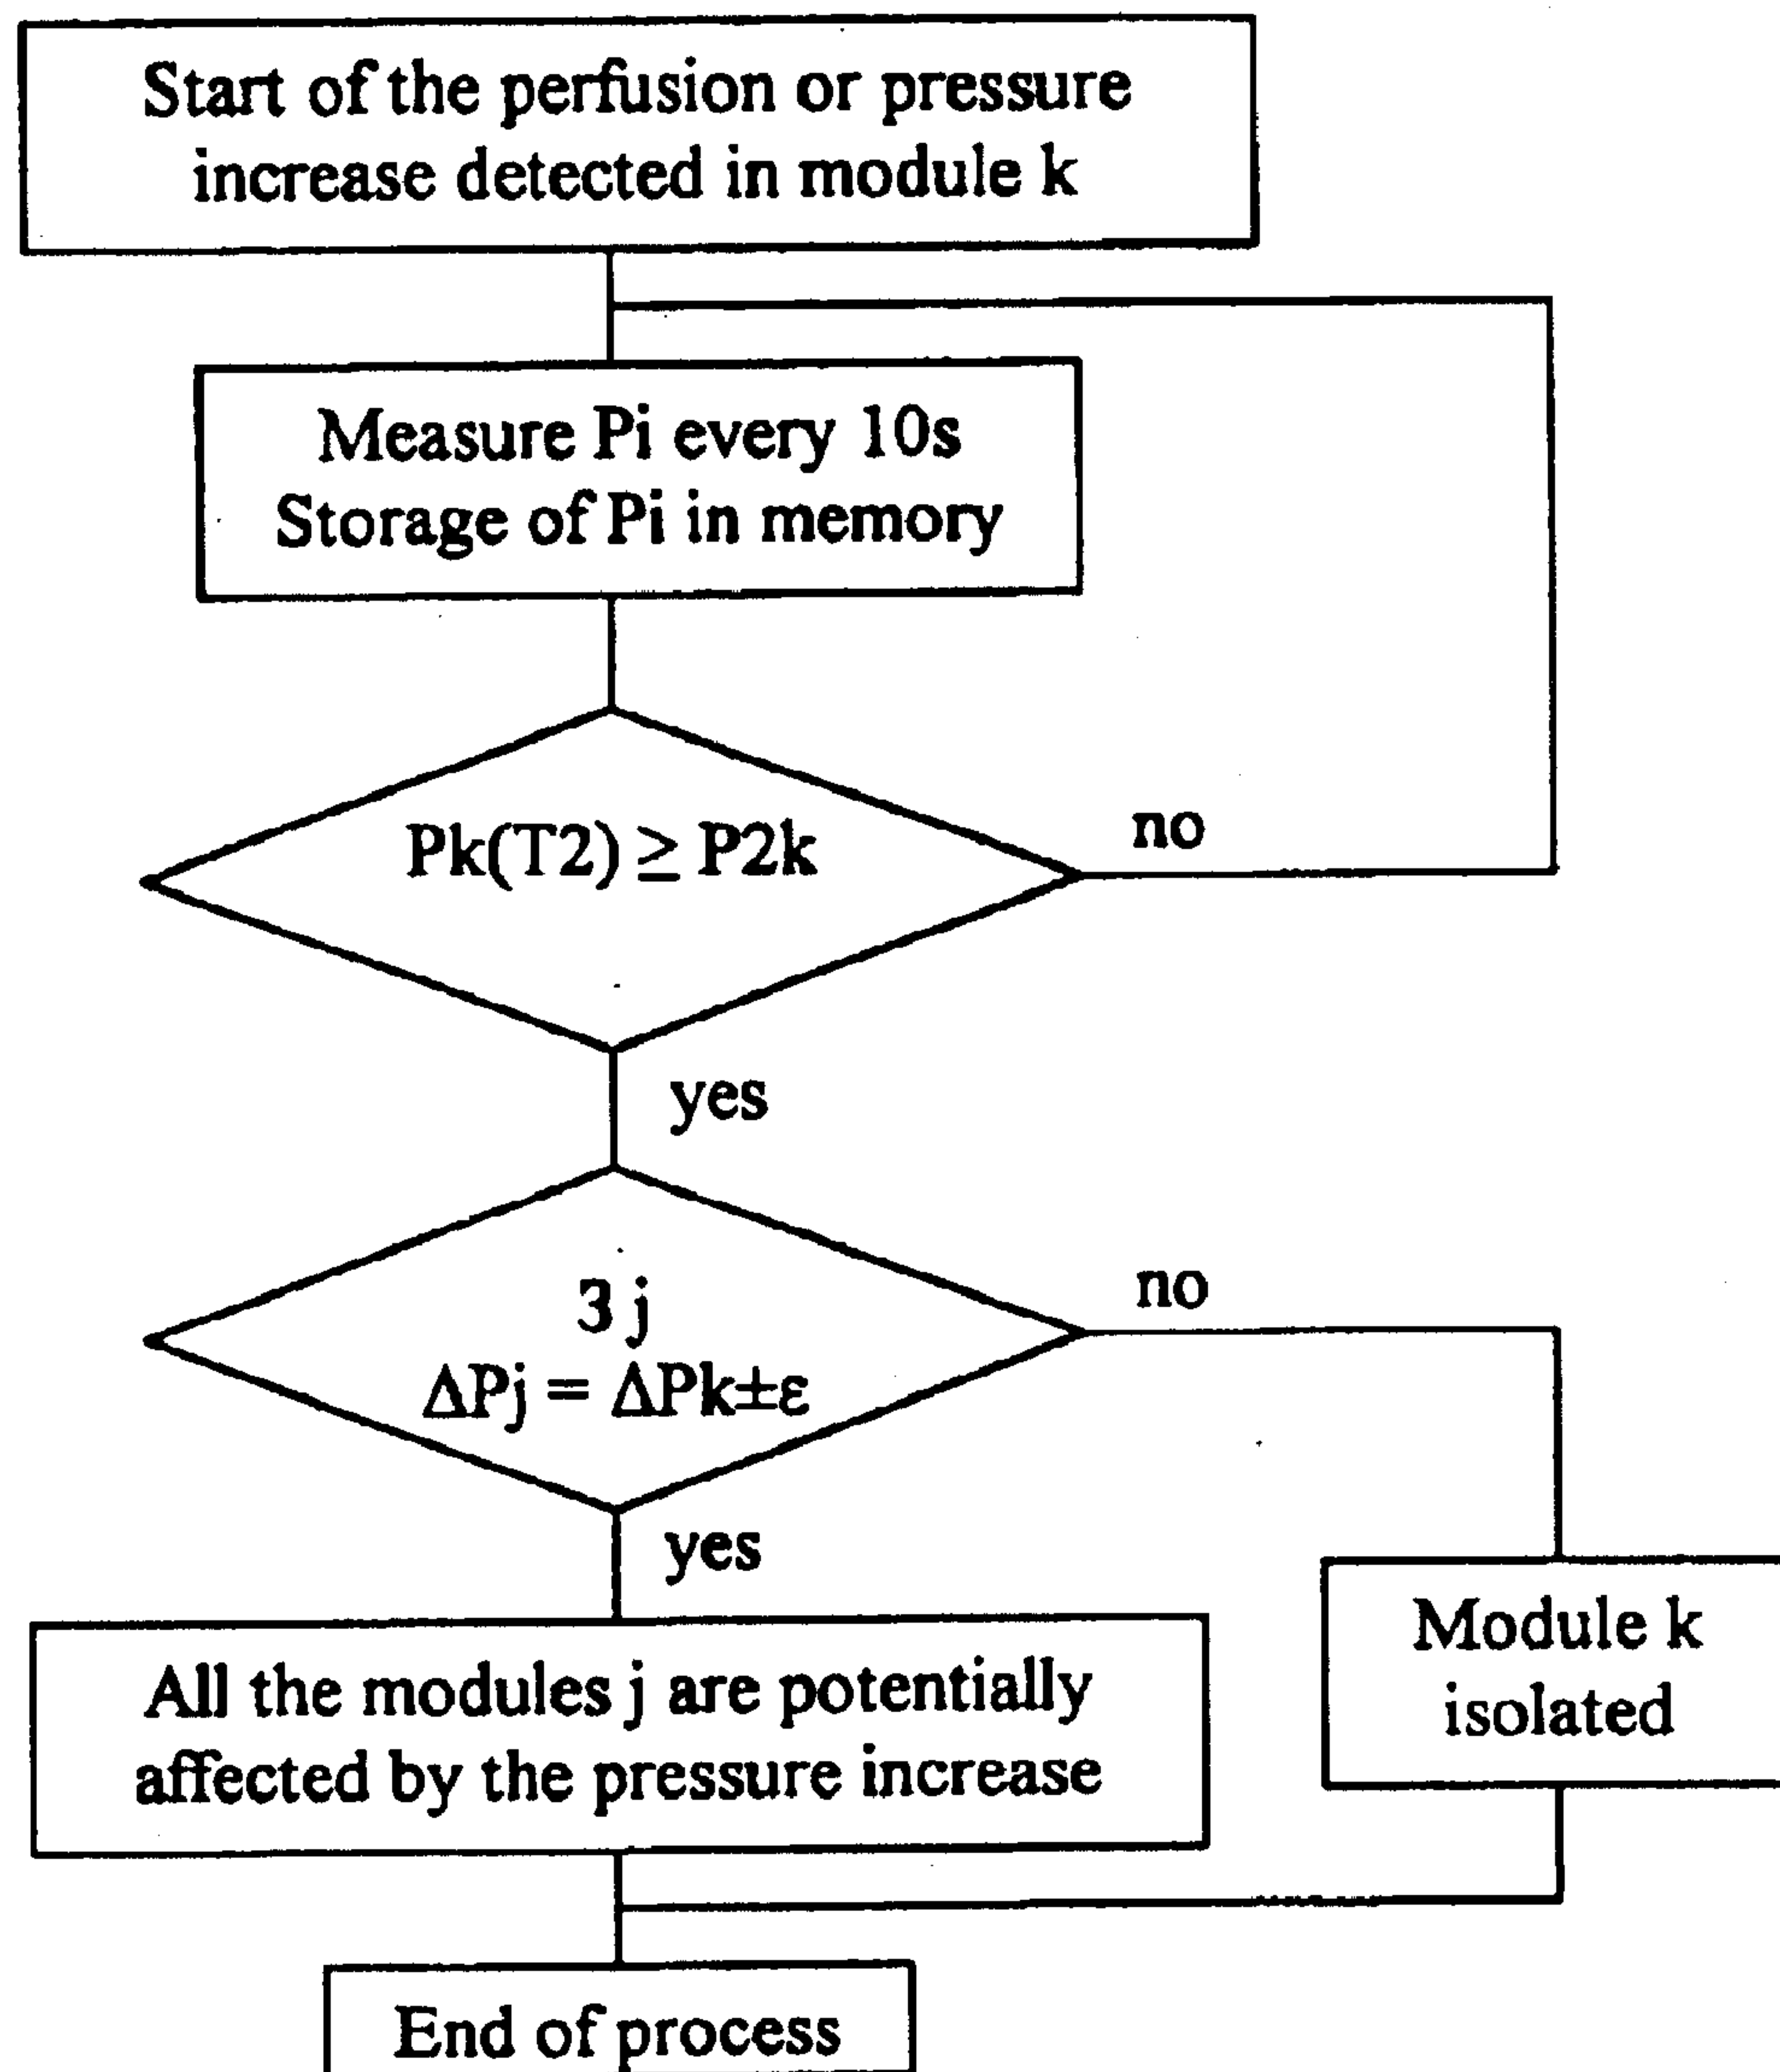 Start of the perfusion or pressure
increase detected in module k
Measure Pi every 10s
Storage of Pi in memory
Pk(T2) ≥ P2k
no
yes
3 j
ΔPj = ΔPk±ε
no
yes
Module k
isolated
All the modules j are potentially
affected by the pressure increase
End of process